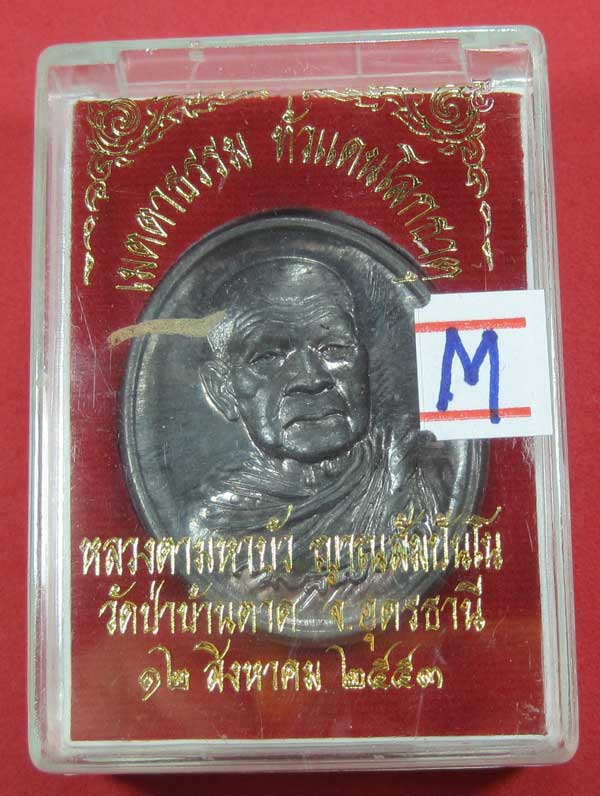 เมตตาธรรม ทั่วแดนโลกธาตุ
M
หลวงตามหาบัว ญาณสัมปันโน
วัดป่าบ้านตาด จ.อุดรธานี
๑๒ สิงหาคม ๒๕๕๓